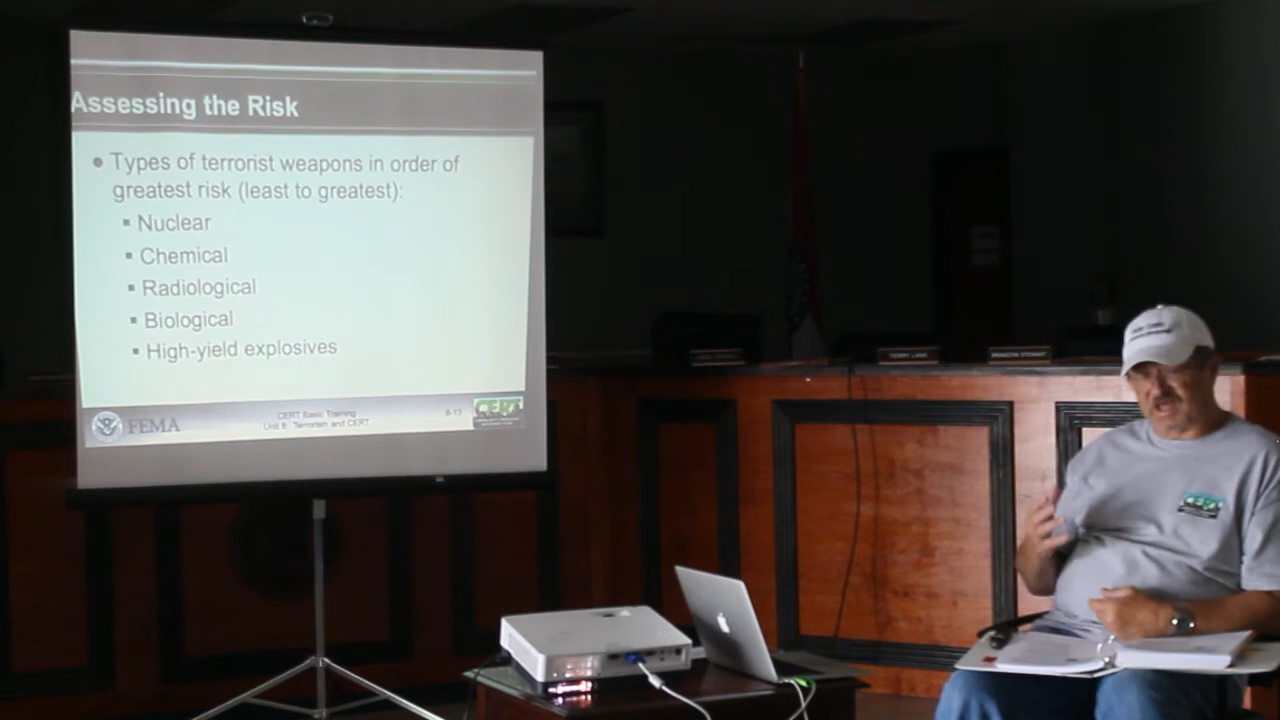 Assessing the Risk
• Types of terrorist weapons in order of
greatest risk (least to greatest):
▪ Nuclear
▪ Chemical
▪ Radiological
▪ Biological
▪ High-yield explosives
FEMA
CERT Basic Training
Unit 8: Terrorism and CERT
8-13
CERT
TERRY LANE
BRANDON STEWART
CERT